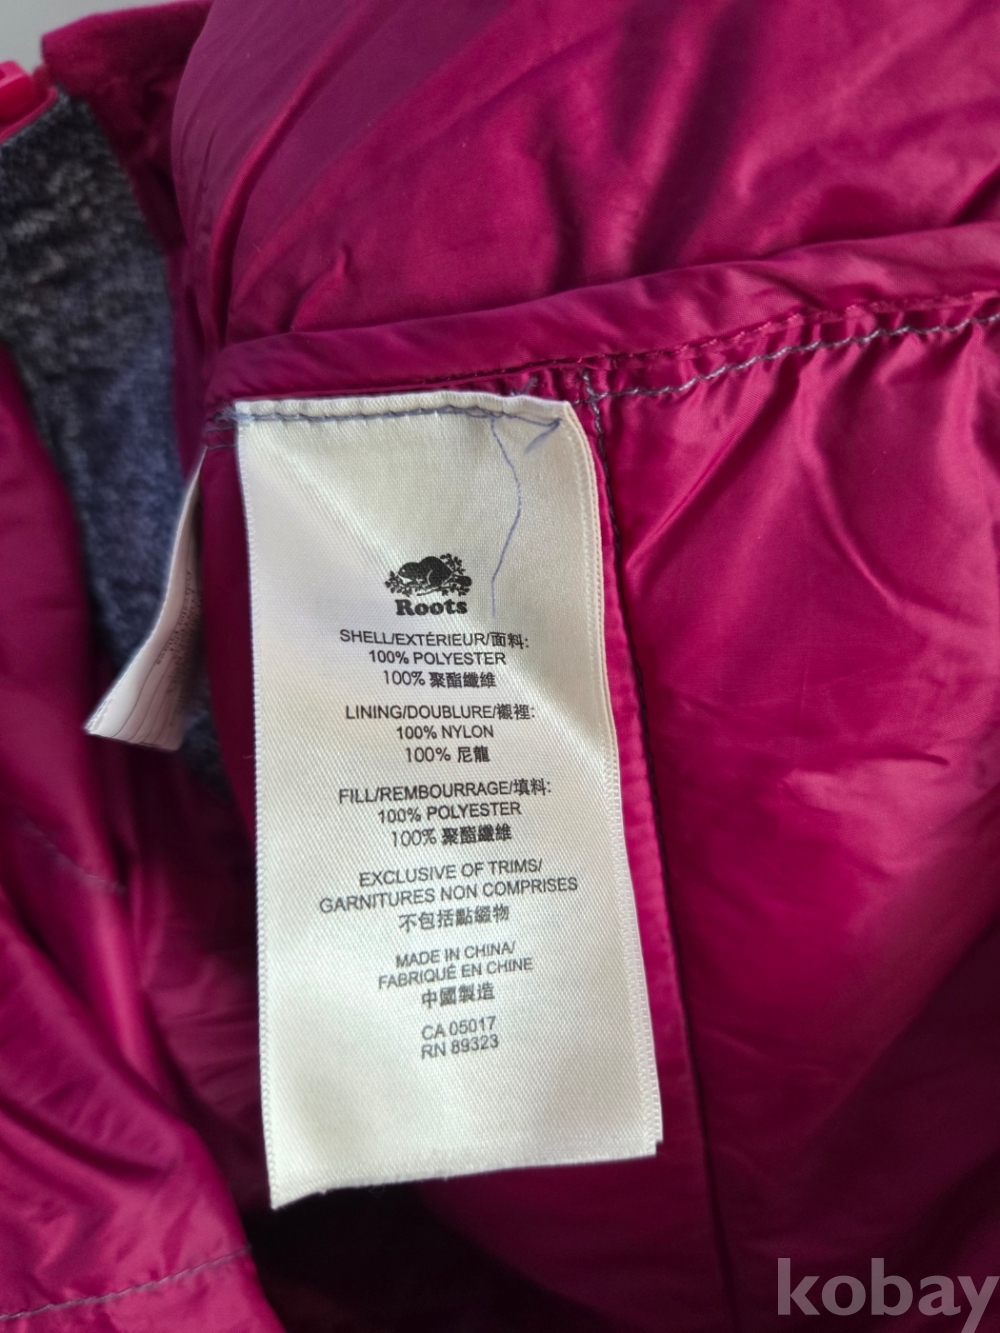 Roots
SHELL/EXTÉRIEUR/面料:
100% POLYESTER
100% 聚酯纖維
LINING/DOUBLURE/襯裡:
100% NYLON
100% 尼龍
FILL/REMBOURRAGE/填料:
100% POLYESTER
100% 聚酯纖維
EXCLUSIVE OF TRIMS/
GARNITURES NON COMPRISES
不包括點綴物
MADE IN CHINA/
FABRIQUÉ EN CHINE
中國製造
CA 05017
RN 89323
kobay